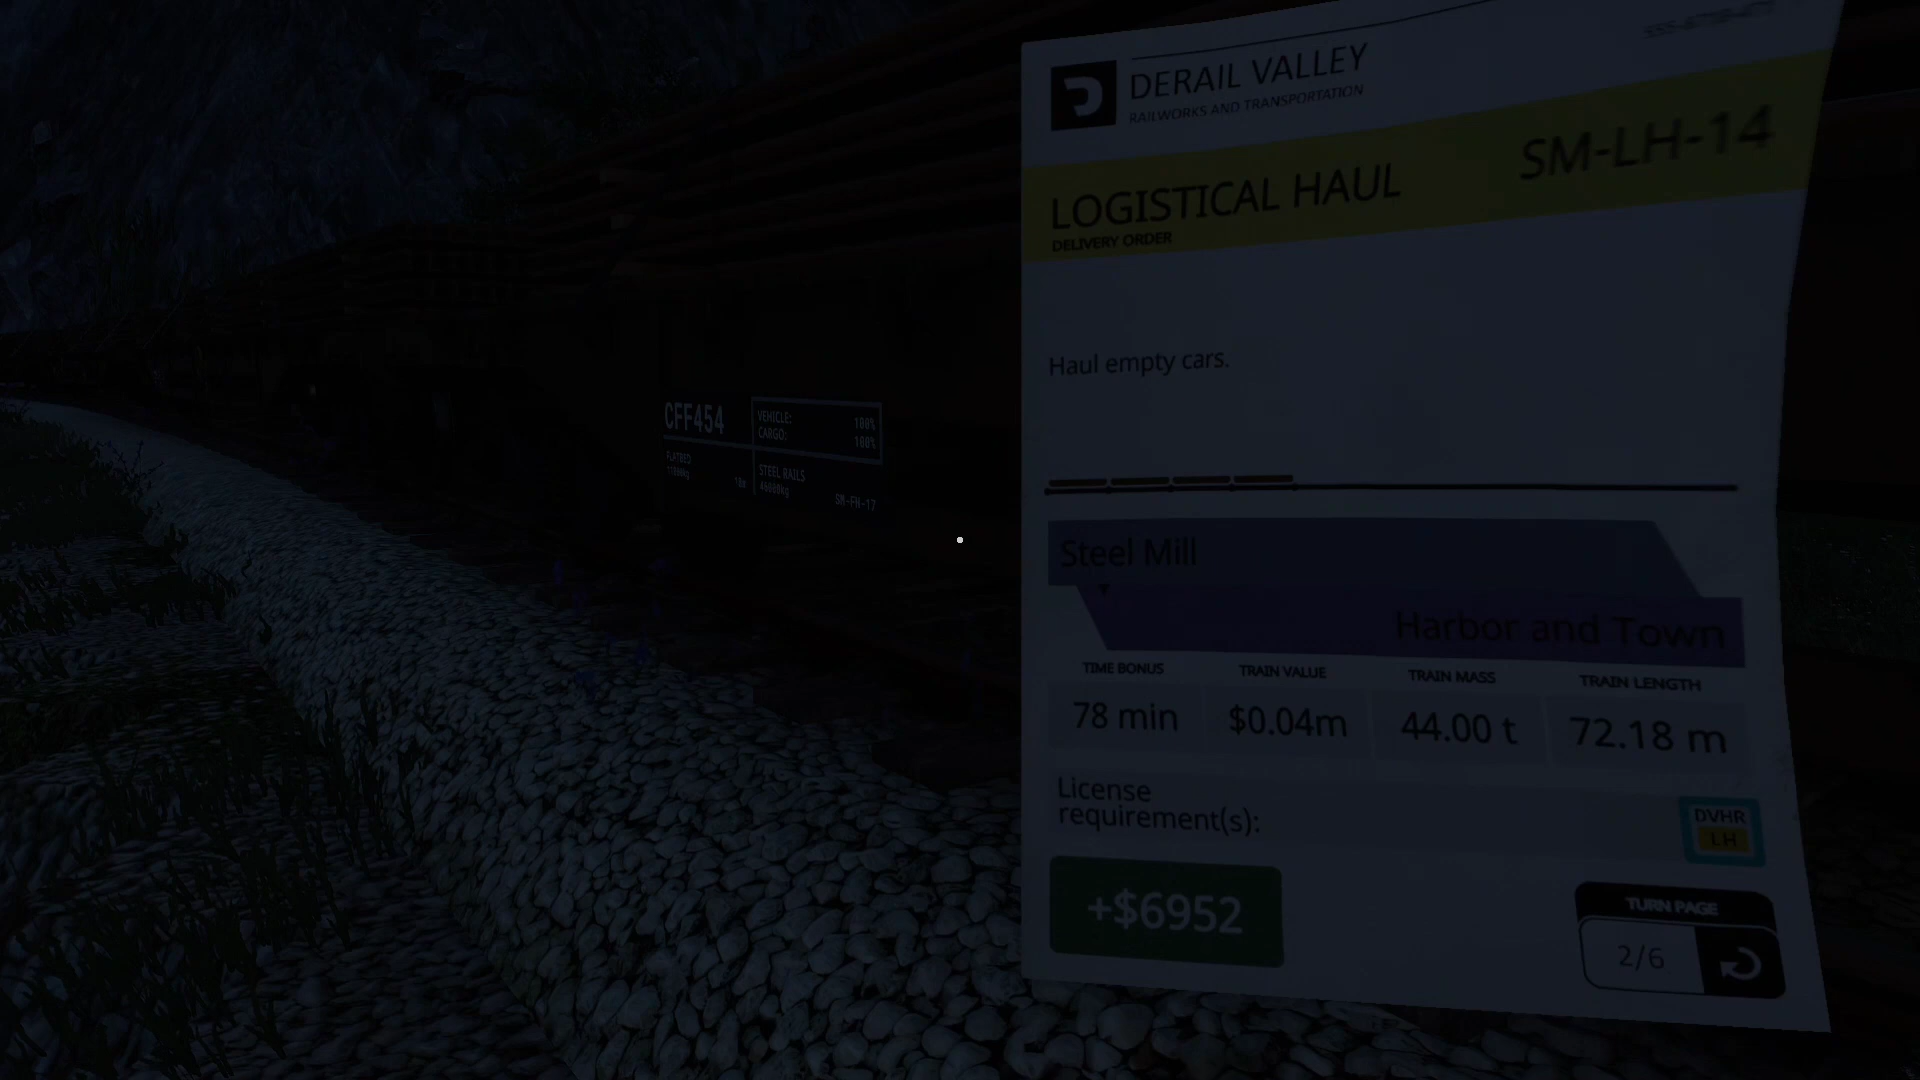 DERAIL VALLEY
RAILWORKS AND TRANSPORTATION
LOGISTICAL HAUL
SM-LH-14
DELIVERY ORDER
Haul empty cars.
Steel Mill
Harbor and Town
TIME BONUS
TRAIN VALUE
TRAIN MASS
TRAIN LENGTH
78 min
$0.04m
44.00 t
72.18 m
License
requirement(s):
DVHR
LH
+$6952
TURN PAGE
2/6
CFF454
VEHICLE: 100%
CARGO: 100%
FLATBED
STEEL RAILS
SM-FH-17